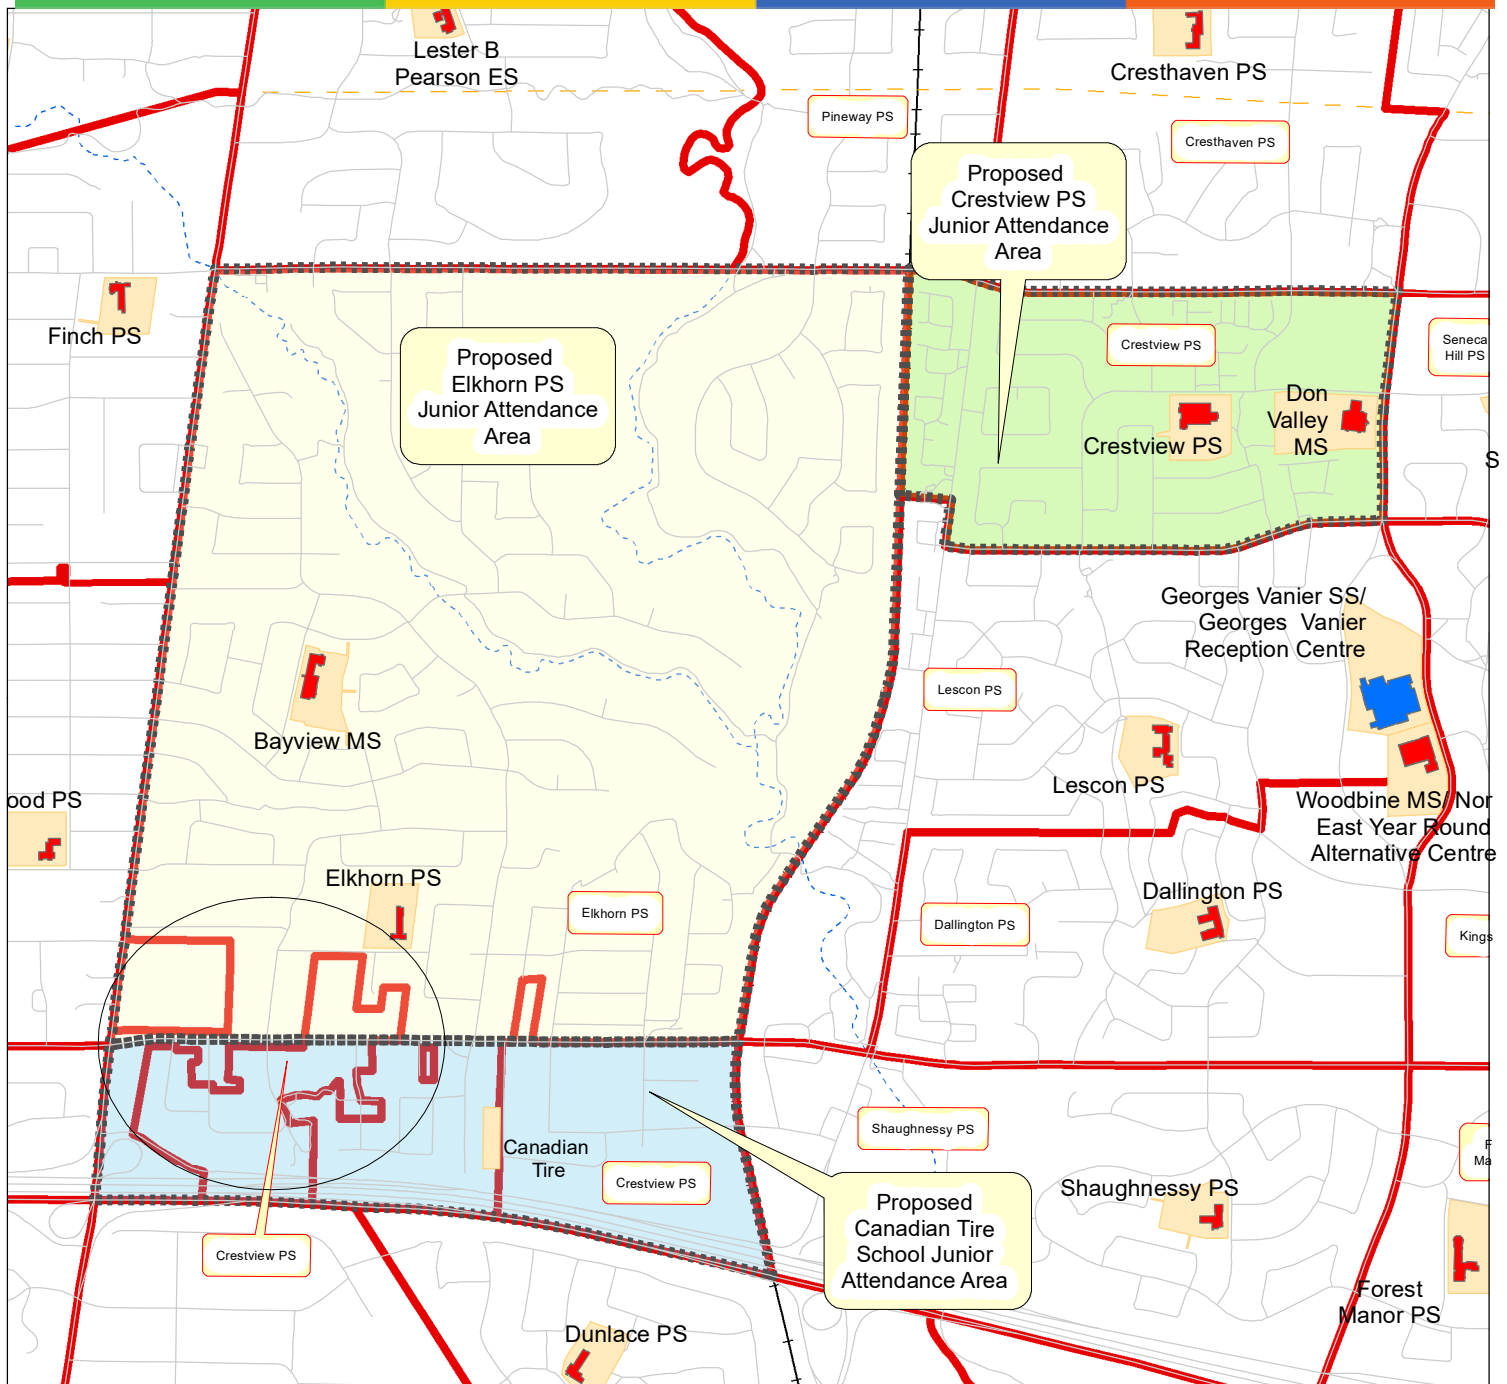 Lester B
Pearson ES
Cresthaven PS
Pineway PS
Cresthaven PS
Proposed
Crestview PS
Junior Attendance
Area
Finch PS
Proposed
Elkhorn PS
Junior Attendance
Area
Crestview PS
Seneca
Hill PS
Don
Valley
MS
Crestview PS
S
Georges Vanier SS/
Georges Vanier
Reception Centre
Lescon PS
Bayview MS
Lescon PS
ood PS
Woodbine MS/ Nor
East Year Round
Alternative Centre
Elkhorn PS
Dallington PS
Elkhorn PS
Dallington PS
Kings
Shaughnessy PS
F
Ma
Canadian
Tire
Crestview PS
Shaughnessy PS
Proposed
Canadian Tire
School Junior
Attendance Area
Crestview PS
Forest
Manor PS
Dunlace PS